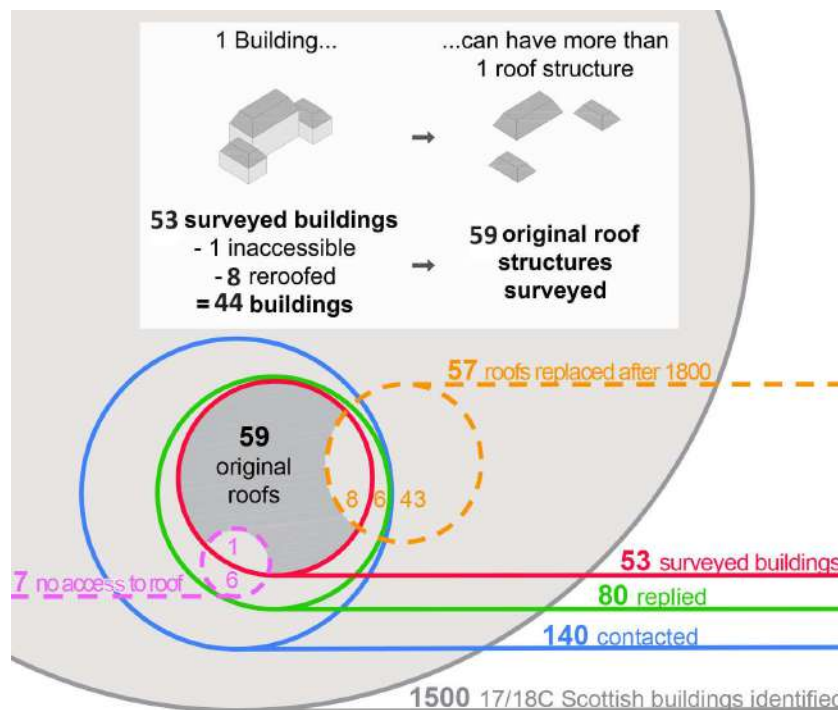 1 Building...
...can have more than
1 roof structure
53 surveyed buildings
- 1 inaccessible
- 8 reroofed
= 44 buildings
59 original roof
structures
surveyed
57 roofs replaced after 1800
59
original
roofs
8 6 43
1
6
7 no access to roof
53 surveyed buildings
80 replied
140 contacted
1500 17/18C Scottish buildings identified